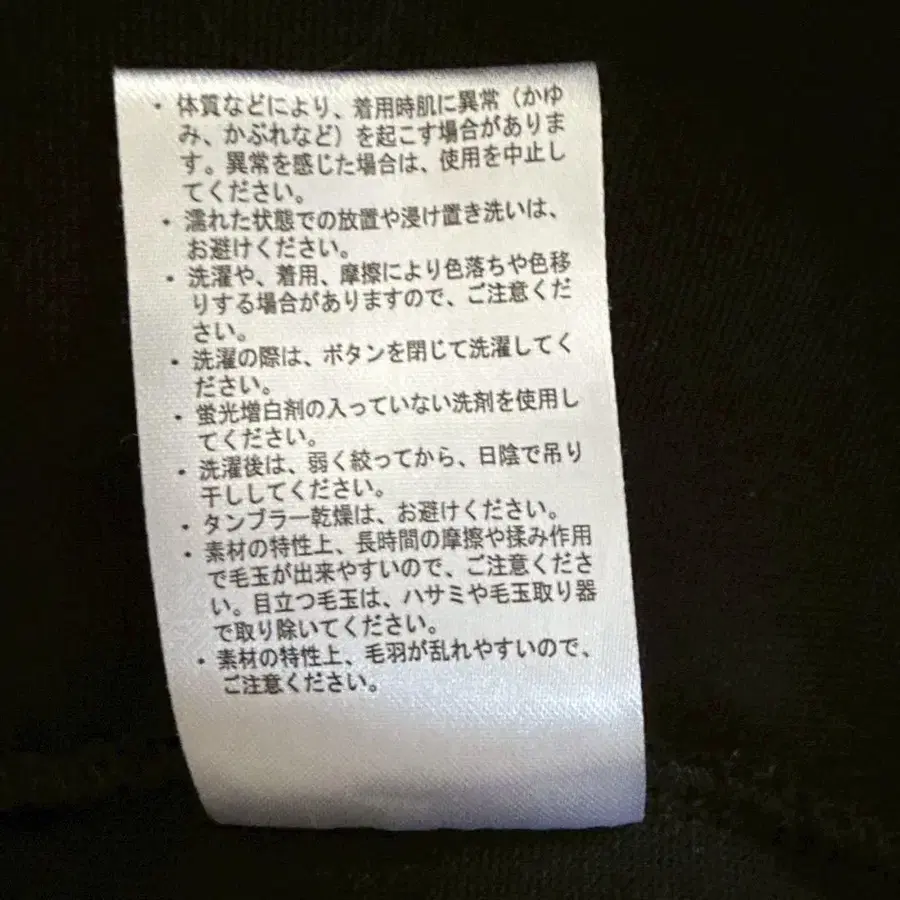 ・体質などにより、着用時肌に異常（かゆ
み、かぶれなど）を起こす場合がありま
す。異常を感じた場合は、使用を中止し
てください。
・濡れた状態での放置や浸け置き洗いは、
お避けください。
・洗濯や、着用、摩擦により色落ちや色移
りする場合がありますので、ご注意くだ
さい。
・洗濯の際は、ボタンを閉じて洗濯してく
ださい。
・蛍光増白剤の入っていない洗剤を使用し
てください。
・洗濯後は、弱く絞ってから、日陰で吊り
干ししてください。
・タンブラー乾燥は、お避けください。
・素材の特性上、長時間の摩擦や揉み作用
で毛玉が出来やすいので、ご注意くださ
い。目立つ毛玉は、ハサミや毛玉取り器
で取り除いてください。
・素材の特性上、毛羽が乱れやすいので、
ご注意ください。